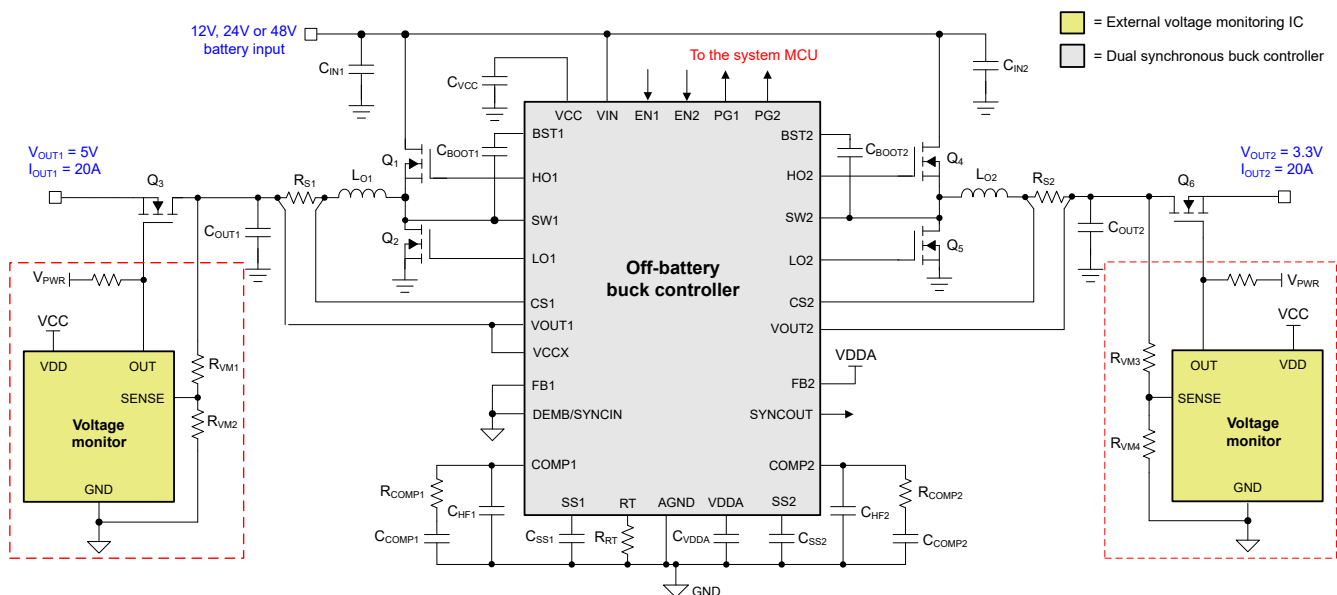 12V, 24V or 48V
battery input
To the system MCU
= External voltage monitoring IC
= Dual synchronous buck controller
CIN1
CVCC
CIN2
VCC
VIN
EN1
EN2
PG1
PG2
BST1
BST2
CBOOT1
CBOOT2
VOUT1 = 5V
IOUT1 = 20A
VOUT2 = 3.3V
IOUT2 = 20A
Q3
RS1
LO1
Q1
HO1
HO2
Q4
LO2
RS2
Q6
SW1
SW2
COUT1
Q2
Q5
COUT2
LO1
LO2
Off-battery
buck controller
VPWR
VPWR
CS1
CS2
VCC
VOUT1
VOUT2
VCC
VCCX
VDDA
VDD
OUT
RVM1
RVM3
OUT
VDD
FB1
FB2
SENSE
SENSE
DEMB/SYNCIN
SYNCOUT
Voltage
monitor
RVM2
RVM4
Voltage
monitor
GND
GND
COMP1
COMP2
RCOMP1
CHF1
SS1
RT
AGND
VDDA
SS2
CHF2
RCOMP2
CCOMP1
CSS1
RRT
CVDDA
CSS2
CCOMP2
GND